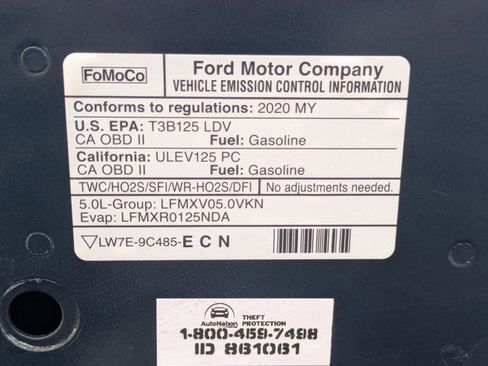 FoMoCo
Ford Motor Company
VEHICLE EMISSION CONTROL INFORMATION
Conforms to regulations: 2020 MY
U.S. EPA: T3B125 LDV
CA OBD II Fuel: Gasoline
California: ULEV125 PC
CA OBD II Fuel: Gasoline
TWC/HO2S/SFI/WR-HO2S/DFI No adjustments needed.
5.0L-Group: LFMXV05.0VKN
Evap: LFMXR0125NDA
LW7E-9C485-E C N
AutoNation THEFT PROTECTION
1-800-459-7498
ID 861061